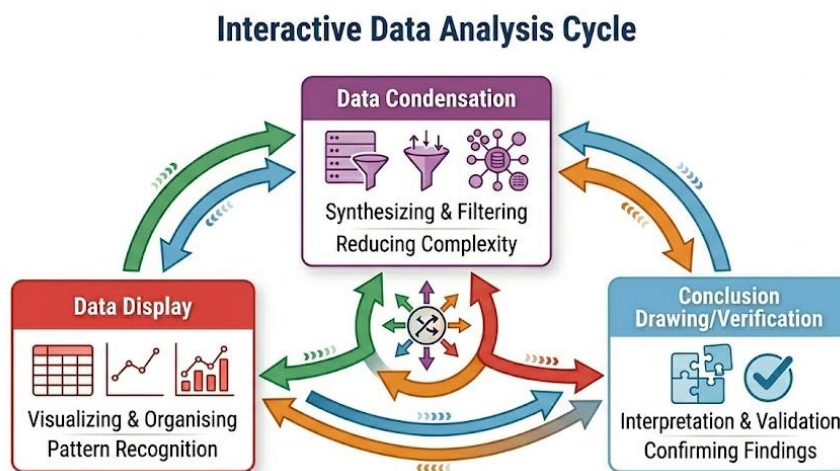 Interactive Data Analysis Cycle
Data Condensation
Synthesizing & Filtering
Reducing Complexity
Data Display
Visualizing & Organising
Pattern Recognition
Conclusion
Drawing/Verification
Interpretation & Validation
Confirming Findings